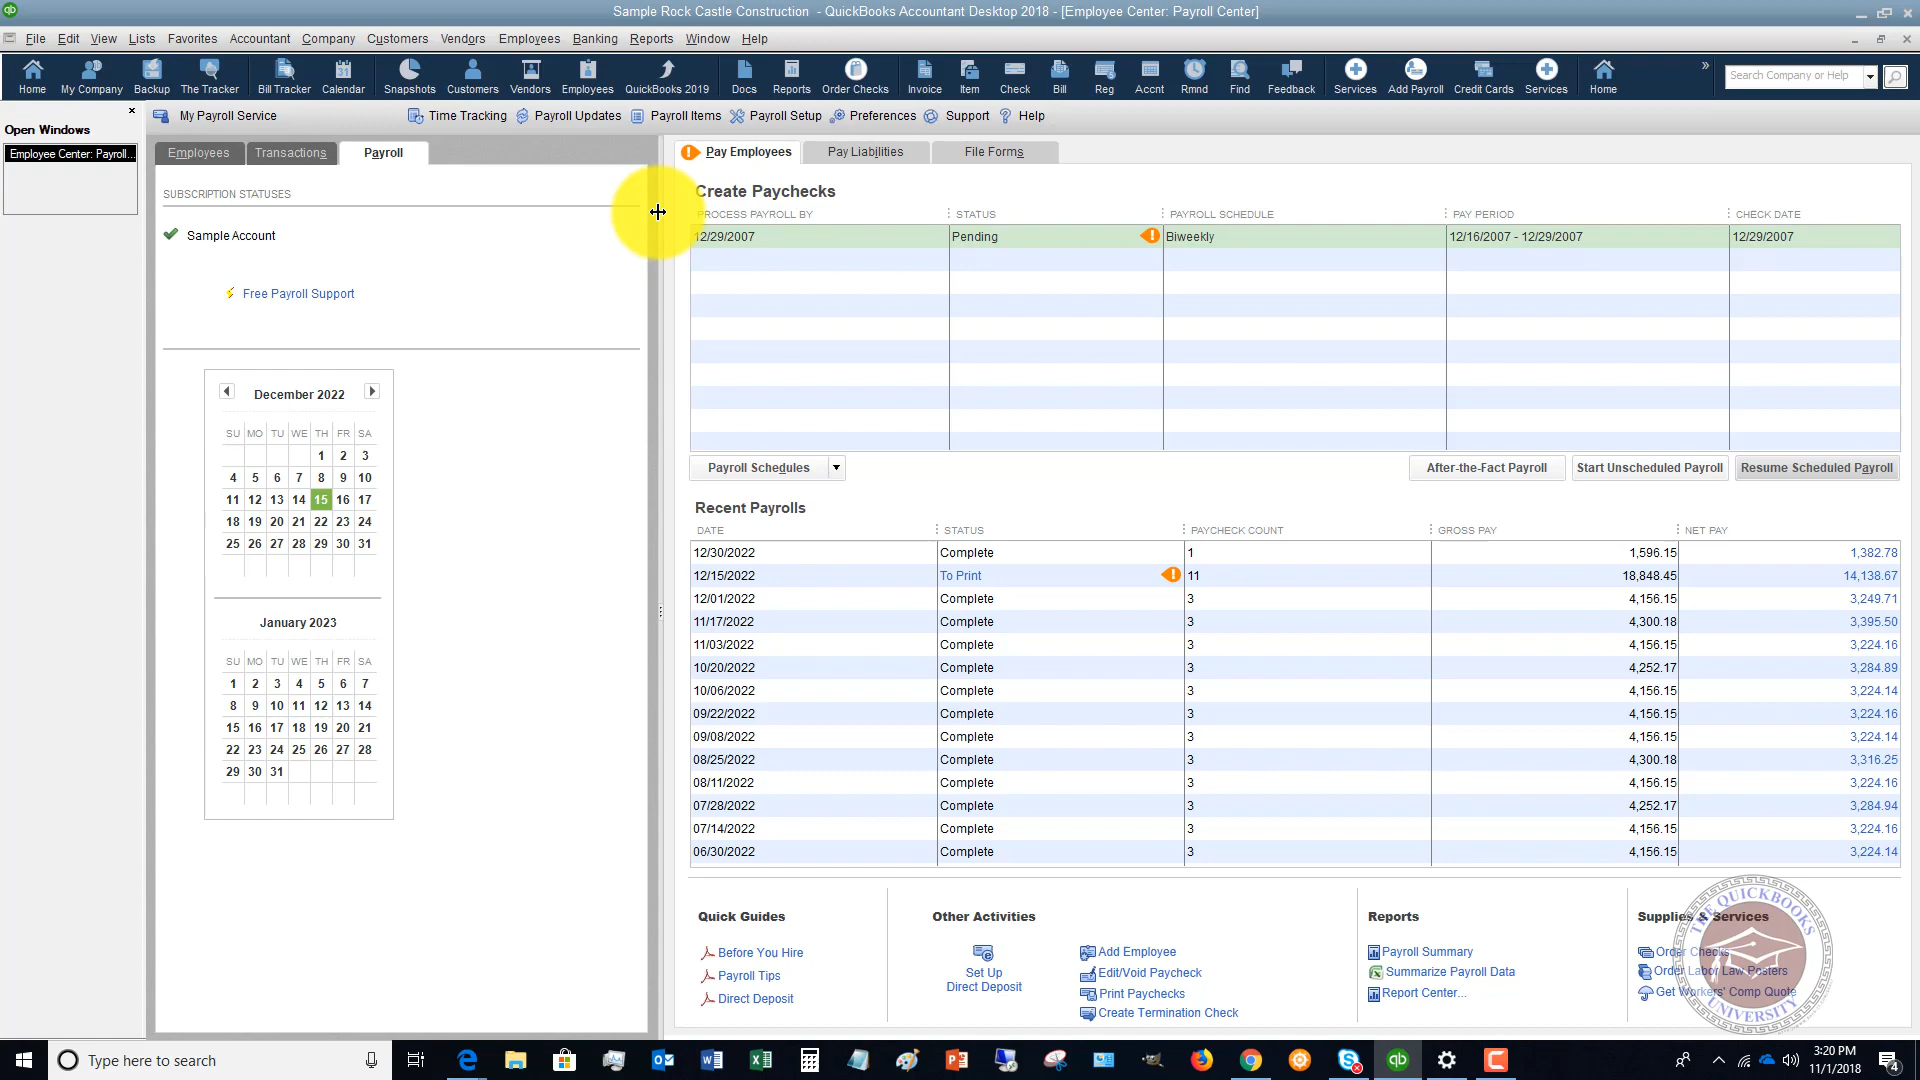 Sample Rock Castle Construction - QuickBooks Accountant Desktop 2018 - [Employee Center: Payroll Center]
File Edit View Lists Favorites Accountant Company Customers Vendors Employees Banking Reports Window Help
Home My Company Backup The Tracker Bill Tracker Calendar Snapshots Customers Vendors Employees QuickBooks 2019 Docs Reports Order Checks Invoice Item Check Bill Reg Accnt Rmnd Find Feedback Services Add Payroll Credit Cards Services Home » Search Company or Help
My Payroll Service Time Tracking Payroll Updates Payroll Items Payroll Setup Preferences Support Help
Open Windows
Employee Center: Payroll...
Employees Transactions Payroll
SUBSCRIPTION STATUSES
Sample Account
Free Payroll Support
December 2022
SU MO TU WE TH FR SA
1 2 3
4 5 6 7 8 9 10
11 12 13 14 15 16 17
18 19 20 21 22 23 24
25 26 27 28 29 30 31
January 2023
SU MO TU WE TH FR SA
1 2 3 4 5 6 7
8 9 10 11 12 13 14
15 16 17 18 19 20 21
22 23 24 25 26 27 28
29 30 31
Pay Employees Pay Liabilities File Forms
Create Paychecks
PROCESS PAYROLL BY STATUS PAYROLL SCHEDULE PAY PERIOD CHECK DATE
12/29/2007 Pending Biweekly 12/16/2007 - 12/29/2007 12/29/2007
Payroll Schedules After-the-Fact Payroll Start Unscheduled Payroll Resume Scheduled Payroll
Recent Payrolls
DATE STATUS PAYCHECK COUNT GROSS PAY NET PAY
12/30/2022 Complete 1 1,596.15 1,382.78
12/15/2022 To Print 11 18,848.45 14,138.67
12/01/2022 Complete 3 4,156.15 3,249.71
11/17/2022 Complete 3 4,300.18 3,395.50
11/03/2022 Complete 3 4,156.15 3,224.16
10/20/2022 Complete 3 4,252.17 3,284.89
10/06/2022 Complete 3 4,156.15 3,224.14
09/22/2022 Complete 3 4,156.15 3,224.16
09/08/2022 Complete 3 4,156.15 3,224.14
08/25/2022 Complete 3 4,300.18 3,316.25
08/11/2022 Complete 3 4,156.15 3,224.16
07/28/2022 Complete 3 4,252.17 3,284.94
07/14/2022 Complete 3 4,156.15 3,224.16
06/30/2022 Complete 3 4,156.15 3,224.14
Quick Guides
Before You Hire
Payroll Tips
Direct Deposit
Other Activities
Set Up
Direct Deposit
Add Employee
Edit/Void Paycheck
Print Paychecks
Create Termination Check
Reports
Payroll Summary
Summarize Payroll Data
Report Center...
Supplies & Services
Order Checks
Order Labor Law Posters
Get Workers' Comp Quote
THE QUICKBOOKS UNIVERSITY
Type here to search
3:20 PM
11/1/2018
4